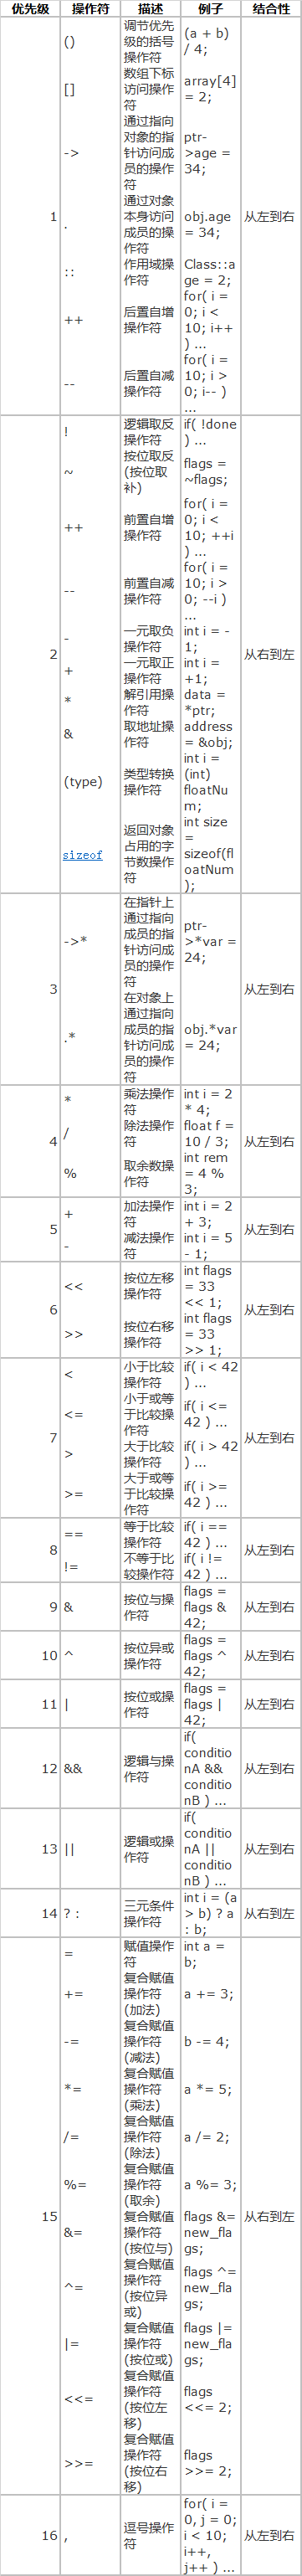 优先级 操作符 描述 例子 结合性
1
()
调节优先
级的括号
操作符
(a + b)
/ 4;
[]
数组下标
访问操作
符
array[4]
= 2;
->
通过指向
对象的指
针访问成
员的操作
符
ptr-
>age =
34;
.
通过对象
本身访问
成员的操
作符
obj.age
= 34;
::
作用域操
作符
Class::a
ge = 2;
++
后置自增
操作符
for( i =
0; i <
10; i++
) ...
--
后置自减
操作符
for( i =
10; i >
0; i-- )
...
从左到右
2
!
逻辑取反
操作符
if( !done
) ...
~
按位取反
(按位取
补)
flags =
~flags;
++
前置自增
操作符
for( i =
0; i <
10; ++i
) ...
--
前置自减
操作符
for( i =
10; i >
0; --i )
...
-
一元取负
操作符
int i = -
1;
+
一元取正
操作符
int i =
+1;
*
解引用操
作符
data =
*ptr;
&
取地址操
作符
address
= &obj;
(type)
类型转换
操作符
int i =
(int)
floatNu
m;
sizeof
返回对象
占用的字
节数操作
符
int size
=
sizeof(fl
oatNum
);
从右到左
3
->*
在指针上
通过指向
成员的指
针访问成
员的操作
符
ptr-
>*var =
24;
.*
在对象上
通过指向
成员的指
针访问成
员的操作
符
obj.*var
= 24;
从左到右
4
*
乘法操作
符
int i = 2
* 4;
/
除法操作
符
float f =
10 / 3;
%
取余数操
作符
int rem
= 4 %
3;
从左到右
5
+
加法操作
符
int i = 2
+ 3;
-
减法操作
符
int i = 5
- 1;
从左到右
6
<<
按位左移
操作符
int flags
= 33
<< 1;
>>
按位右移
操作符
int flags
= 33
>> 1;
从左到右
7
<
小于比较
操作符
if( i < 42
) ...
<=
小于或等
于比较操
作符
if( i <=
42 ) ...
>
大于比较
操作符
if( i > 42
) ...
>=
大于或等
于比较操
作符
if( i >=
42 ) ...
从左到右
8
==
等于比较
操作符
if( i ==
42 ) ...
!=
不等于比
较操作符
if( i !=
42 ) ...
从左到右
9
&
按位与操
作符
flags =
flags &
42;
从左到右
10
^
按位异或
操作符
flags =
flags ^
42;
从左到右
11
|
按位或操
作符
flags =
flags |
42;
从左到右
12
&&
逻辑与操
作符
if(
conditio
nA &&
conditio
nB ) ...
从左到右
13
||
逻辑或操
作符
if(
conditio
nA ||
conditio
nB ) ...
从左到右
14
? :
三元条件
操作符
int i = (a
> b) ? a
: b;
从右到左
15
=
赋值操作
符
int a =
b;
+=
复合赋值
操作符
(加法)
a += 3;
-=
复合赋值
操作符
(减法)
b -= 4;
*=
复合赋值
操作符
(乘法)
a *= 5;
/=
复合赋值
操作符
(除法)
a /= 2;
%=
复合赋值
操作符
(取余)
a %= 3;
&=
复合赋值
操作符
(按位与)
flags &=
new_fla
gs;
^=
复合赋值
操作符
(按位异
或)
flags ^=
new_fla
gs;
|=
复合赋值
操作符
(按位或)
flags |=
new_fla
gs;
<<=
复合赋值
操作符
(按位左
移)
flags
<<= 2;
>>=
复合赋值
操作符
(按位右
移)
flags
>>= 2;
从右到左
16
,
逗号操作
符
for( i =
0, j = 0;
i < 10;
i++,
j++ ) ...
从左到右